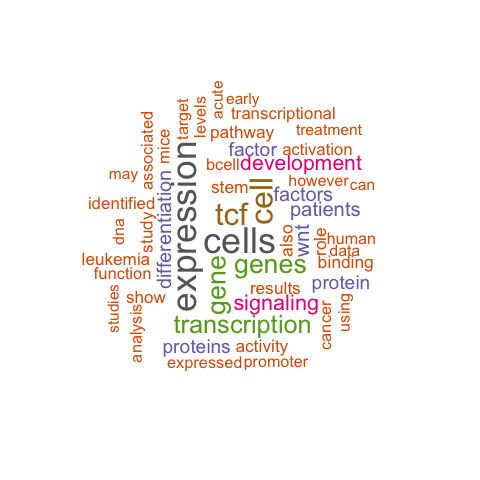 early
acute
target
levels
transcriptional
associated
mice
pathway
treatment
factor
activation
expression
bcell
development
may
differentiation
stem
cell
however
can
identified
factors
study
tcf
patients
dna
cells
also
wnt
role
human
data
leukemia
gene
genes
binding
function
results
protein
studies
show
signaling
cancer
using
analysis
transcription
proteins
activity
expressed
promoter